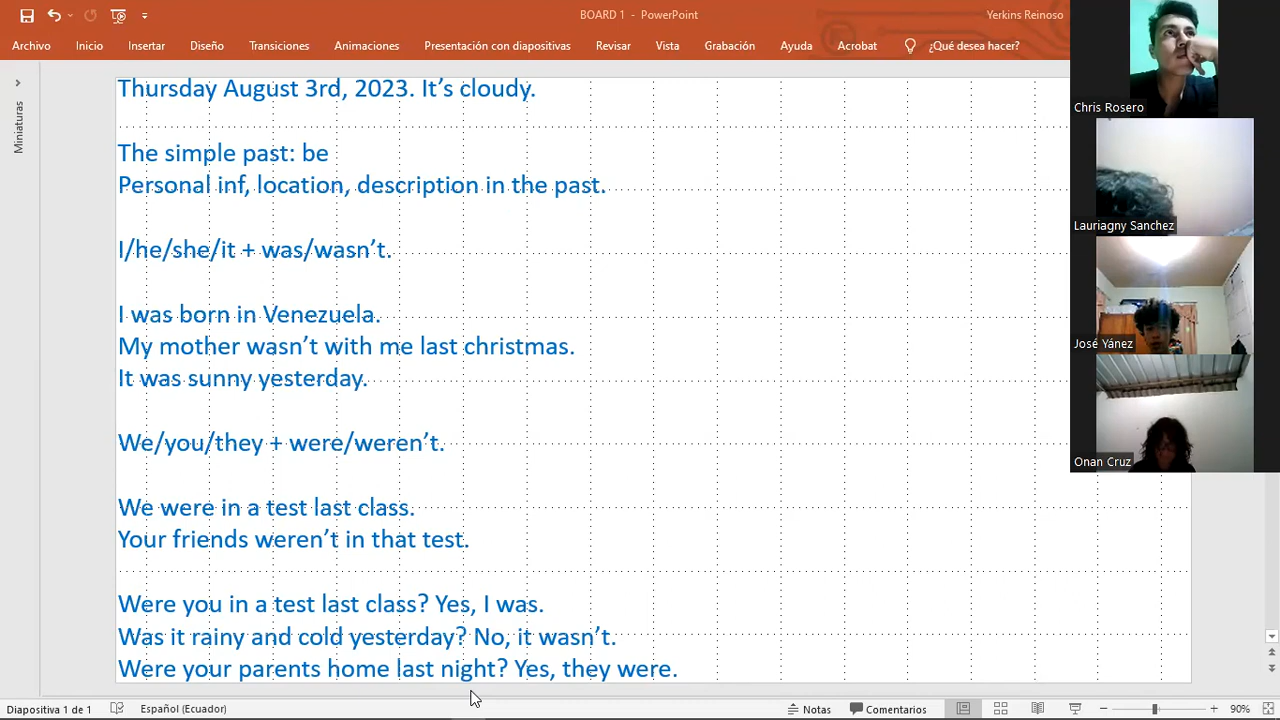 BOARD 1 - PowerPoint
Yerkins Reinoso
Archivo Inicio Insertar Diseño Transiciones Animaciones Presentación con diapositivas Revisar Vista Grabación Ayuda Acrobat ¿Qué desea hacer?
Miniaturas
Thursday August 3rd, 2023. It’s cloudy.
The simple past: be
Personal inf, location, description in the past.
I/he/she/it + was/wasn’t.
I was born in Venezuela.
My mother wasn’t with me last christmas.
It was sunny yesterday.
We/you/they + were/weren’t.
We were in a test last class.
Your friends weren’t in that test.
Were you in a test last class? Yes, I was.
Was it rainy and cold yesterday? No, it wasn’t.
Were your parents home last night? Yes, they were.
Chris Rosero
Lauriagny Sanchez
José Yánez
Onan Cruz
Diapositiva 1 de 1 Español (Ecuador) Notas Comentarios 90%